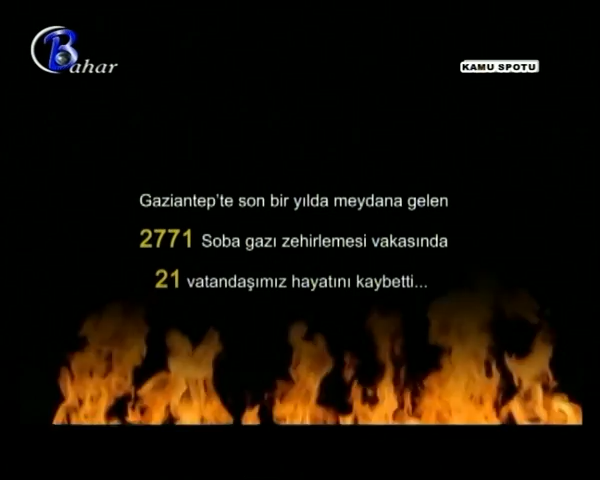 Bahar
KAMU SPOTU
Gaziantep'te son bir yılda meydana gelen
2771 Soba gazı zehirlemesi vakasında
21 vatandaşımız hayatını kaybetti...